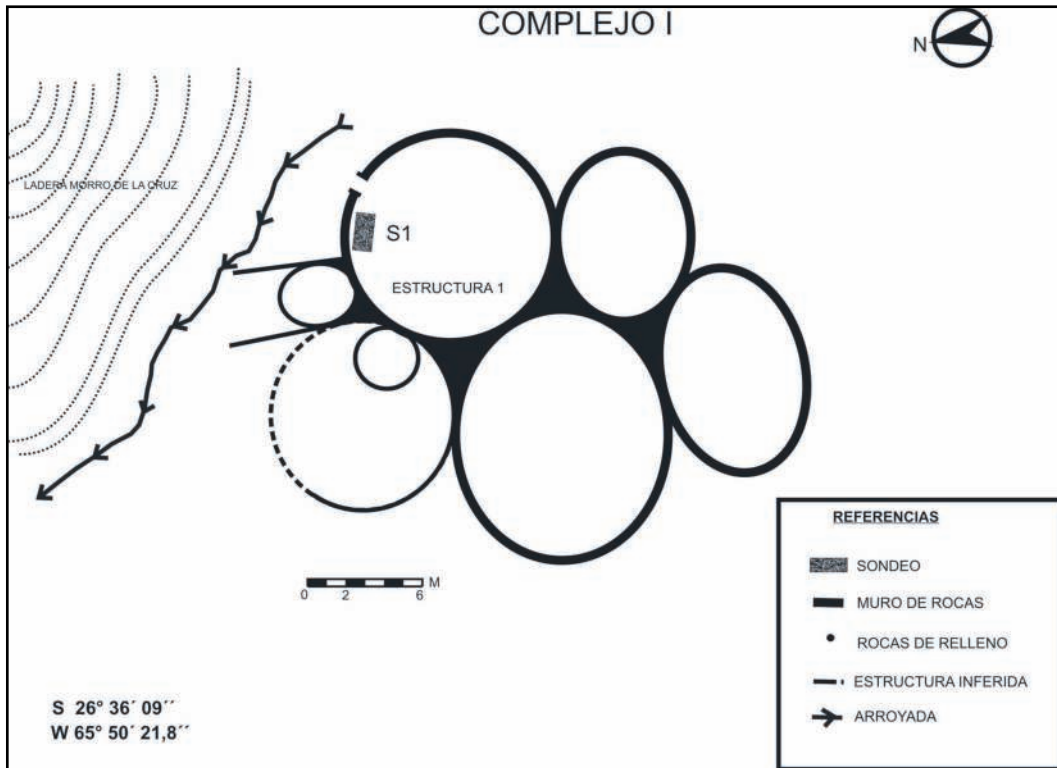 COMPLEJO I
N
LADERA MORRO DE LA CRUZ
S1
ESTRUCTURA 1
M
0 2 6
REFERENCIAS
SONDEO
MURO DE ROCAS
ROCAS DE RELLENO
ESTRUCTURA INFERIDA
ARROYADA
S 26° 36´ 09´´
W 65° 50´ 21,8´´